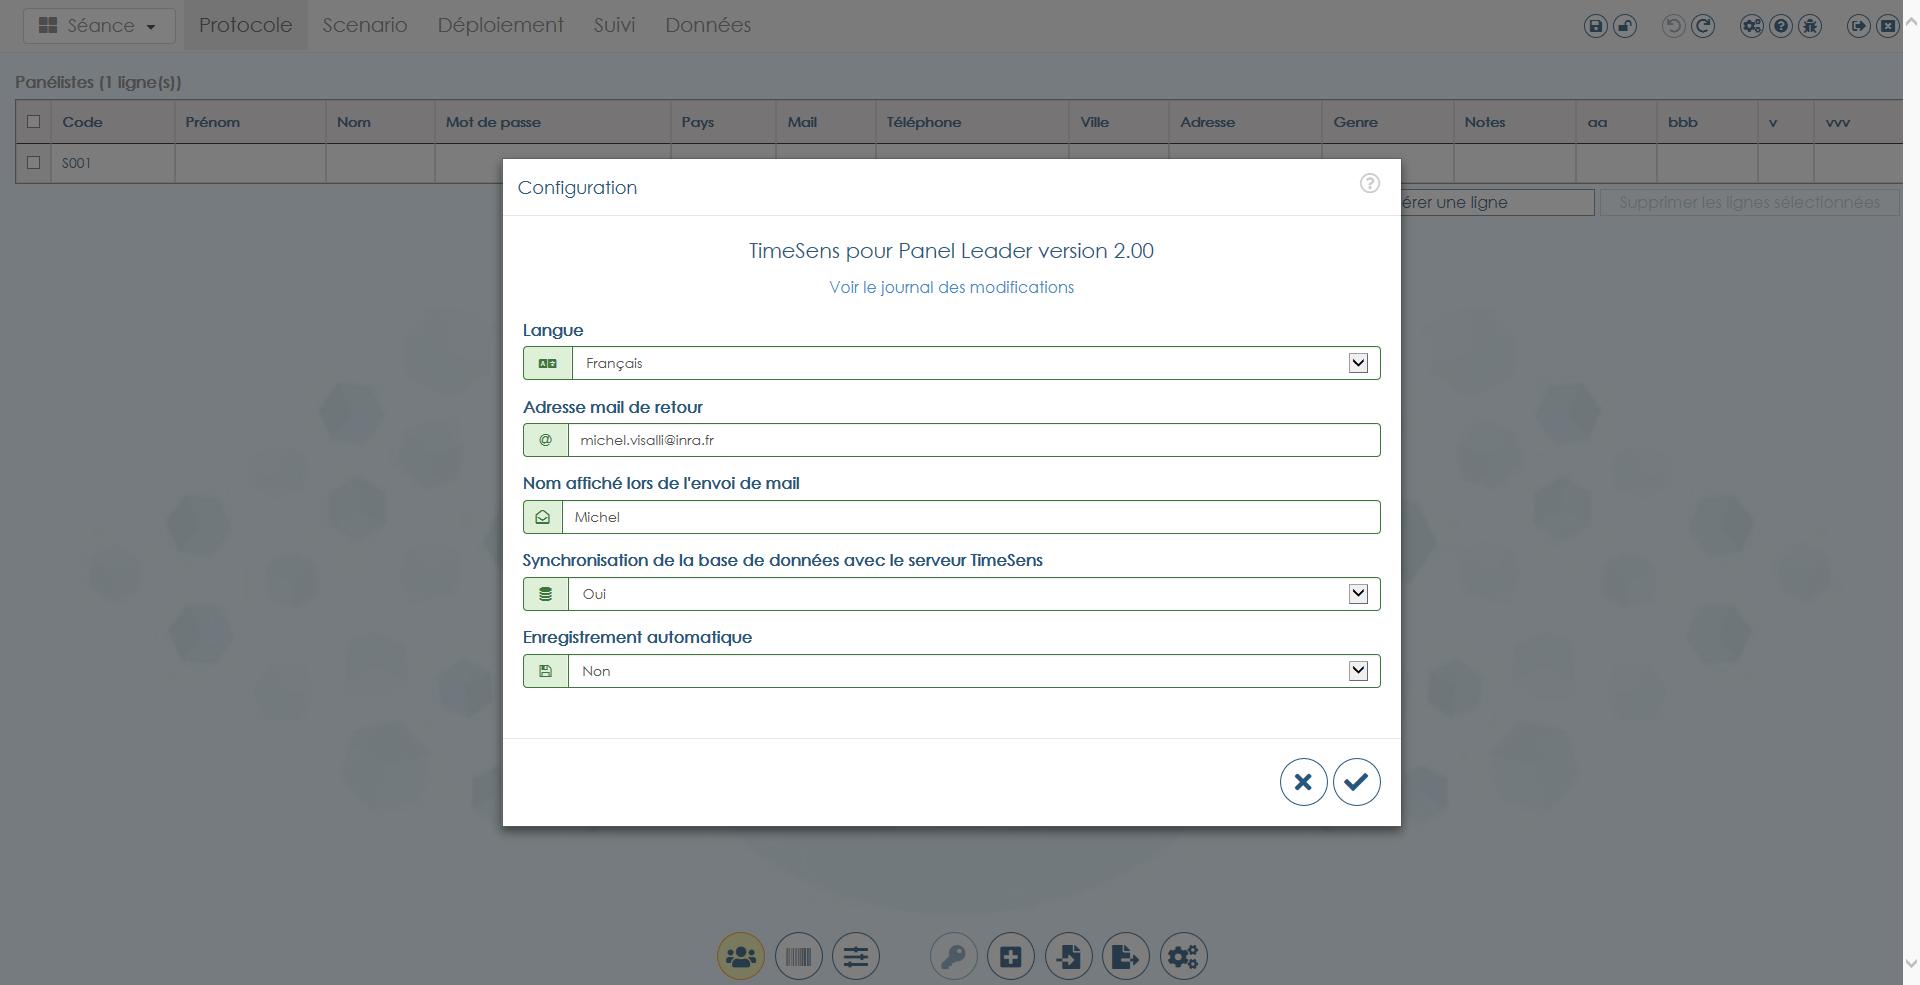 Séance
Protocole
Scenario
Déploiement
Suivi
Données
Panélistes (1 ligne(s))
Code Prénom Nom Mot de passe Pays Mail Téléphone Ville Adresse Genre Notes aa bbb v vvv
S001
érer une ligne
Supprimer les lignes sélectionnées
Configuration
TimeSens pour Panel Leader version 2.00
Voir le journal des modifications
Langue
Français
Adresse mail de retour
@ michel.visalli@inra.fr
Nom affiché lors de l'envoi de mail
Michel
Synchronisation de la base de données avec le serveur TimeSens
Oui
Enregistrement automatique
Non